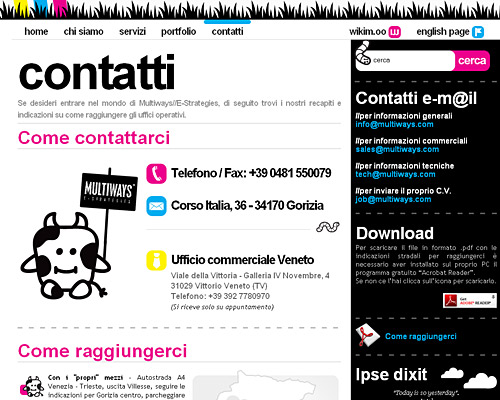 home chi siamo servizi portfolio contatti wikim.oo english page
contatti
Se desideri entrare nel mondo di Multiways//E-Strategies, di seguito trovi i nostri recapiti e
indicazioni su come raggiungere gli uffici operativi.
Come contattarci
MULTIWAYS
E-STRATEGIES
Telefono / Fax: +39 0481 550079
Corso Italia, 36 - 34170 Gorizia
Ufficio commerciale Veneto
Viale della Vittoria - Galleria IV Novembre, 4
31029 Vittorio Veneto (TV)
Telefono: +39 392 7780970
(Si riceve solo su appuntamento)
Come raggiungerci
Con i "propri" mezzi - Autostrada A4
Venezia - Trieste, uscita Villesse, seguire le
indicazioni per Gorizia centro, parcheggiare
cerca cerca
Contatti e-m@il
//per informazioni generali
info@multiways.com
//per informazioni commerciali
sales@multiways.com
//per informazioni tecniche
tech@multiways.com
//per inviare il proprio C.V.
job@multiways.com
Download
Per scaricare il file in formato .pdf con le
indicazioni stradali per raggiungerci è
necessario aver installato sul proprio PC il
programma gratuito "Acrobat Reader".
Se non ce l'hai clicca sull'icona per scaricarlo.
Get
ADOBE® READER®
Come raggiungerci
Ipse dixit
"Today is so yesterday".